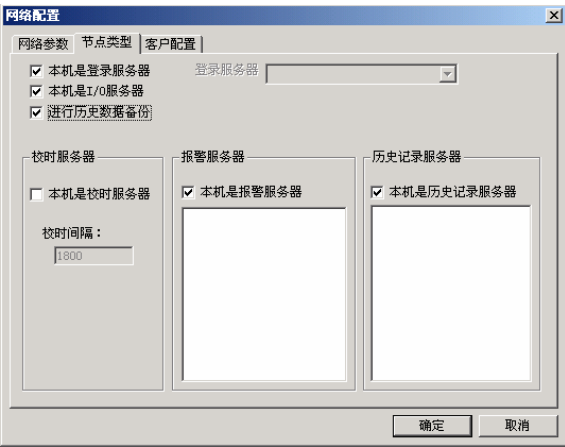 网络配置
网络参数 节点类型 客户配置
本机是登录服务器 登录服务器
本机是I/O服务器
进行历史数据备份
校时服务器 报警服务器 历史记录服务器
本机是校时服务器 本机是报警服务器 本机是历史记录服务器
校时间隔：
1800
确定 取消